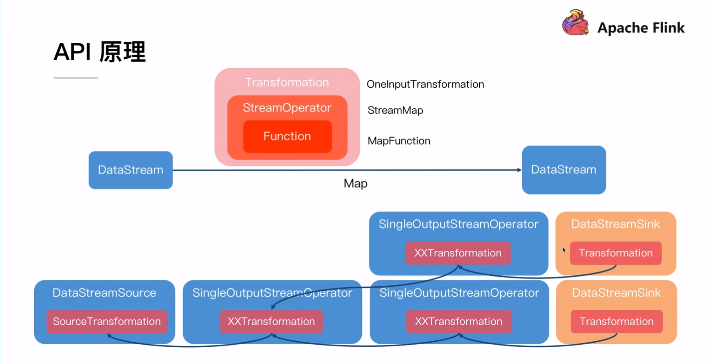 Apache Flink
API 原理
Transformation
OneInputTransformation
StreamOperator
StreamMap
Function
MapFunction
DataStream
DataStream
Map
SingleOutputStreamOperator
DataStreamSink
XXTransformation
Transformation
DataStreamSource
SingleOutputStreamOperator
SingleOutputStreamOperator
DataStreamSink
SourceTransformation
XXTransformation
XXTransformation
Transformation